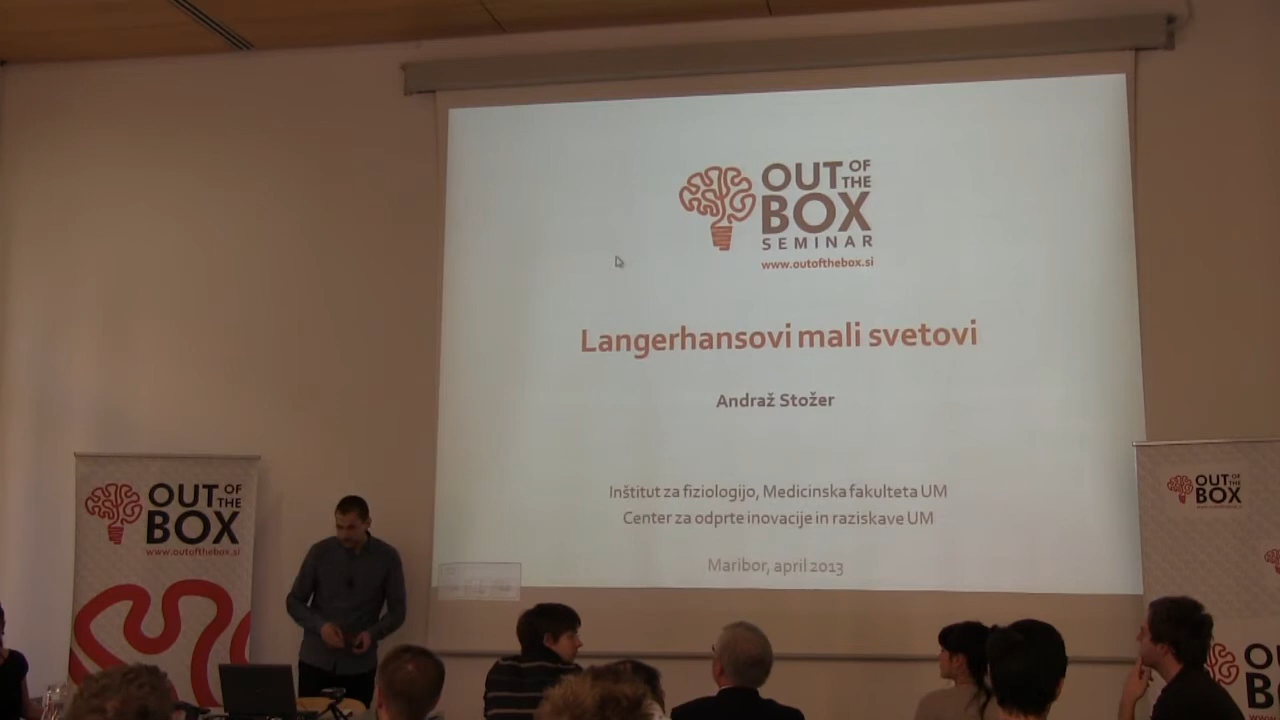 OUT OF THE BOX
SEMINAR
www.outofthebox.si
Langerhansovi mali svetovi
Andraž Stožer
Inštitut za fiziologijo, Medicinska fakulteta UM
Center za odprte inovacije in raziskave UM
Maribor, april 2013
OUT OF THE BOX
www.outofthebox.si
OUT OF THE BOX